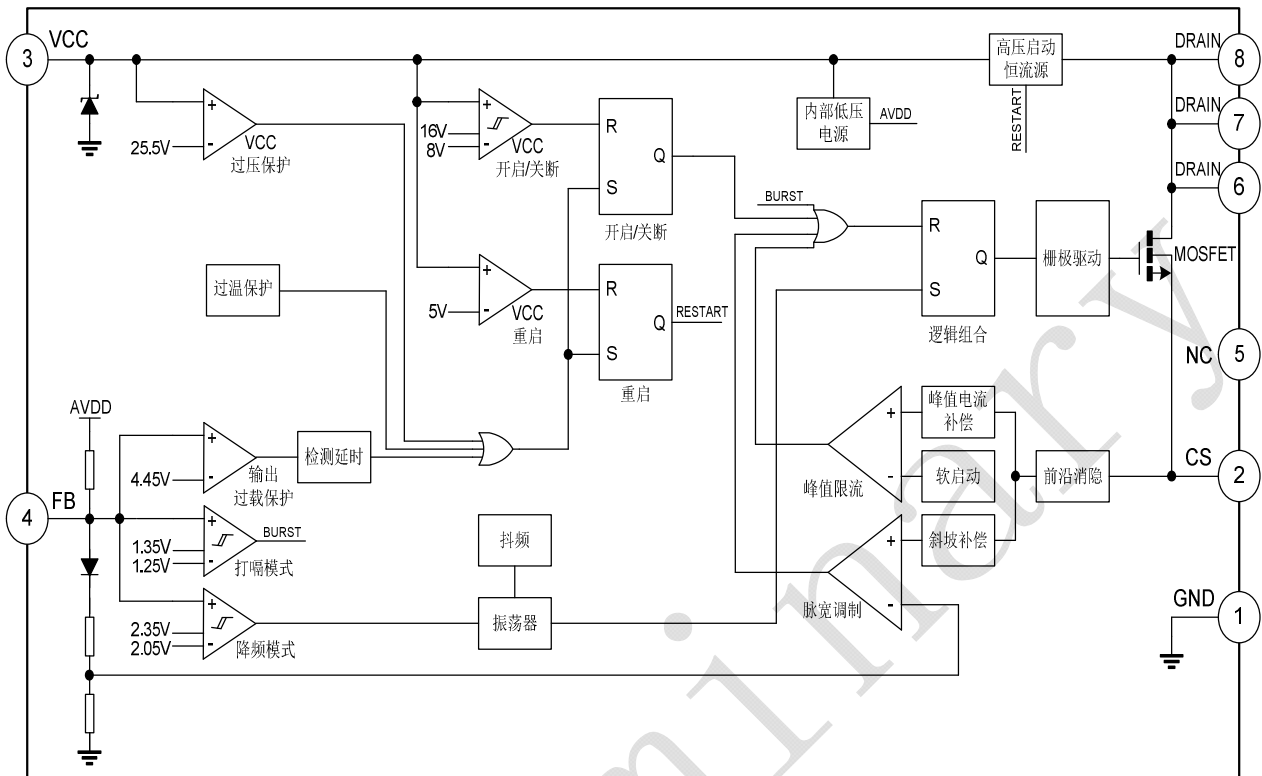 3
VCC
高压启动
恒流源
RESTART
DRAIN
8
DRAIN
7
DRAIN
6
内部低压
电源
AVDD
+
-
25.5V
VCC
过压保护
+
-
16V
8V
VCC
开启/关断
R
S
Q
开启/关断
BURST
R
S
Q
逻辑组合
栅极驱动
MOSFET
过温保护
+
-
5V
VCC
重启
R
S
Q
RESTART
重启
NC
5
AVDD
+
-
4.45V
输出
过载保护
检测延时
+
-
峰值限流
峰值电流
补偿
软启动
前沿消隐
CS
2
FB
4
+
-
1.35V
1.25V
BURST
打嗝模式
抖频
+
-
脉宽调制
斜坡补偿
+
-
2.35V
2.05V
降频模式
振荡器
GND
1
minary